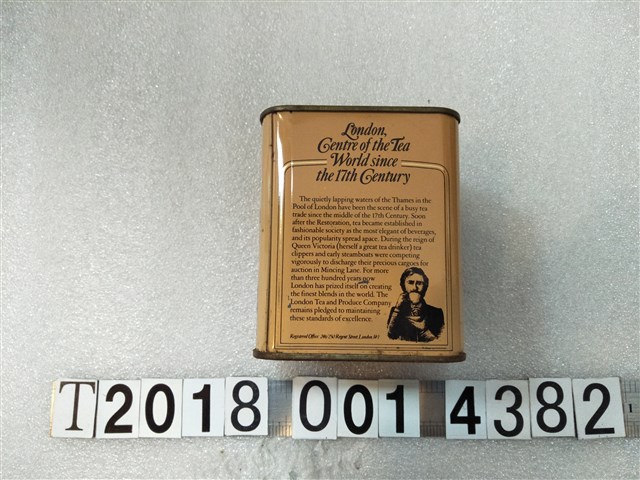 London,
Centre of the Tea
World since
the 17th Century
The quietly lapping waters of the Thames in the
Pool of London have been the scene of a busy tea
trade since the middle of the 17th Century. Soon
after the Restoration, tea became established in
fashionable society as the most elegant of beverages,
and its popularity spread apace. During the reign of
Queen Victoria (herself a great tea drinker) tea
clippers and early steamboats were competing
vigorously to discharge their precious cargoes for
auction in Mincing Lane. For more
than three hundred years now
London has prized itself on creating
the finest blends in the world. The
London Tea and Produce Company
remains pledged to maintaining
these standards of excellence.
Registered Office: Regent Street London W1
T2018 001 4382